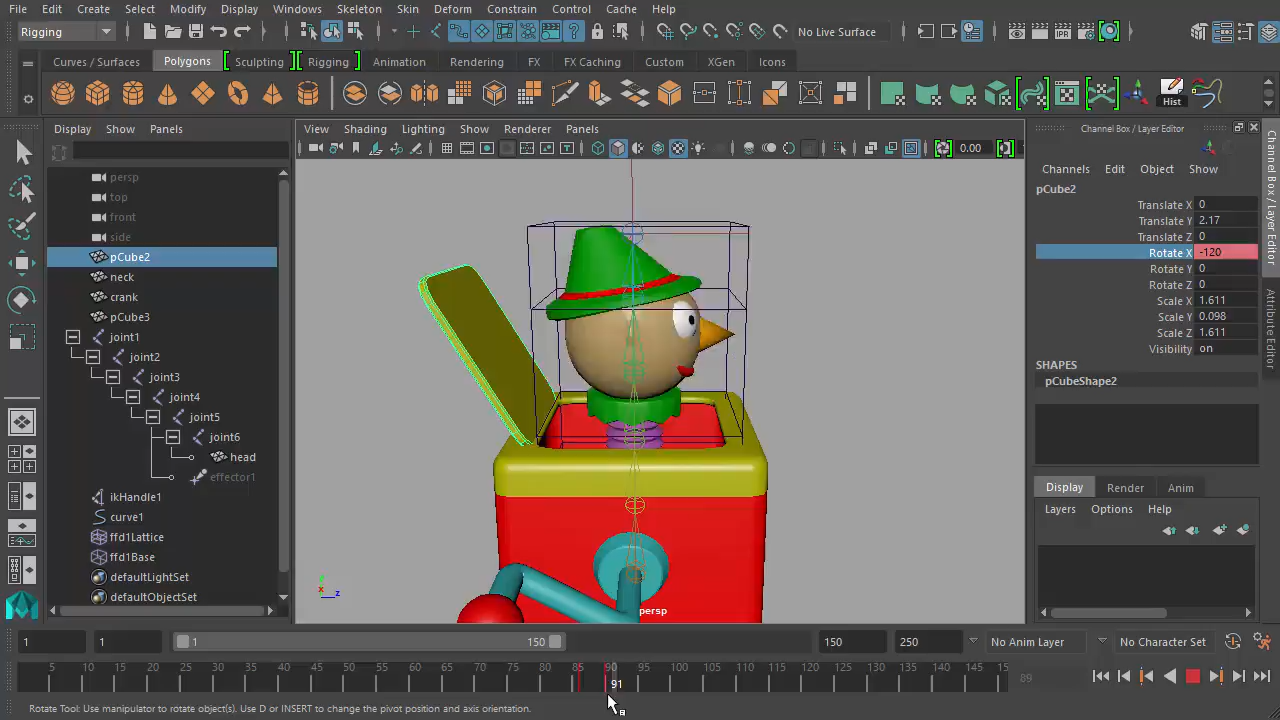 File Edit Create Select Modify Display Windows Skeleton Skin Deform Constrain Control Cache Help
Rigging No Live Surface
Curves / Surfaces Polygons Sculpting Rigging Animation Rendering FX FX Caching Custom XGen Icons
Hist
Display Show Panels
View Shading Lighting Show Renderer Panels
0.00
Channel Box / Layer Editor
Channels Edit Object Show
pCube2
Translate X 0
Translate Y 2.17
Translate Z 0
Rotate X -120
Rotate Y 0
Rotate Z 0
Scale X 1.611
Scale Y 0.098
Scale Z 1.611
Visibility on
SHAPES
pCubeShape2
Display Render Anim
Layers Options Help
Channel Box / Layer Editor
Attribute Editor
persp
top
front
side
pCube2
neck
crank
pCube3
joint1
joint2
joint3
joint4
joint5
joint6
head
effector1
ikHandle1
curve1
ffd1Lattice
ffd1Base
defaultLightSet
defaultObjectSet
y
x
z
persp
1 1 1 150 150 250 No Anim Layer No Character Set
5 10 15 20 25 30 35 40 45 50 55 60 65 70 75 80 85 90 95 100 105 110 115 120 125 130 135 140 145 15
91
89
Rotate Tool: Use manipulator to rotate object(s). Use D or INSERT to change the pivot position and axis orientation.